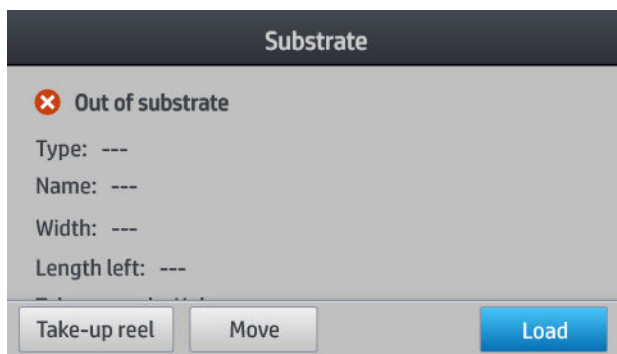 Substrate
Out of substrate
Type: ---
Name: ---
Width: ---
Length left: ---
Take-up reel
Move
Load